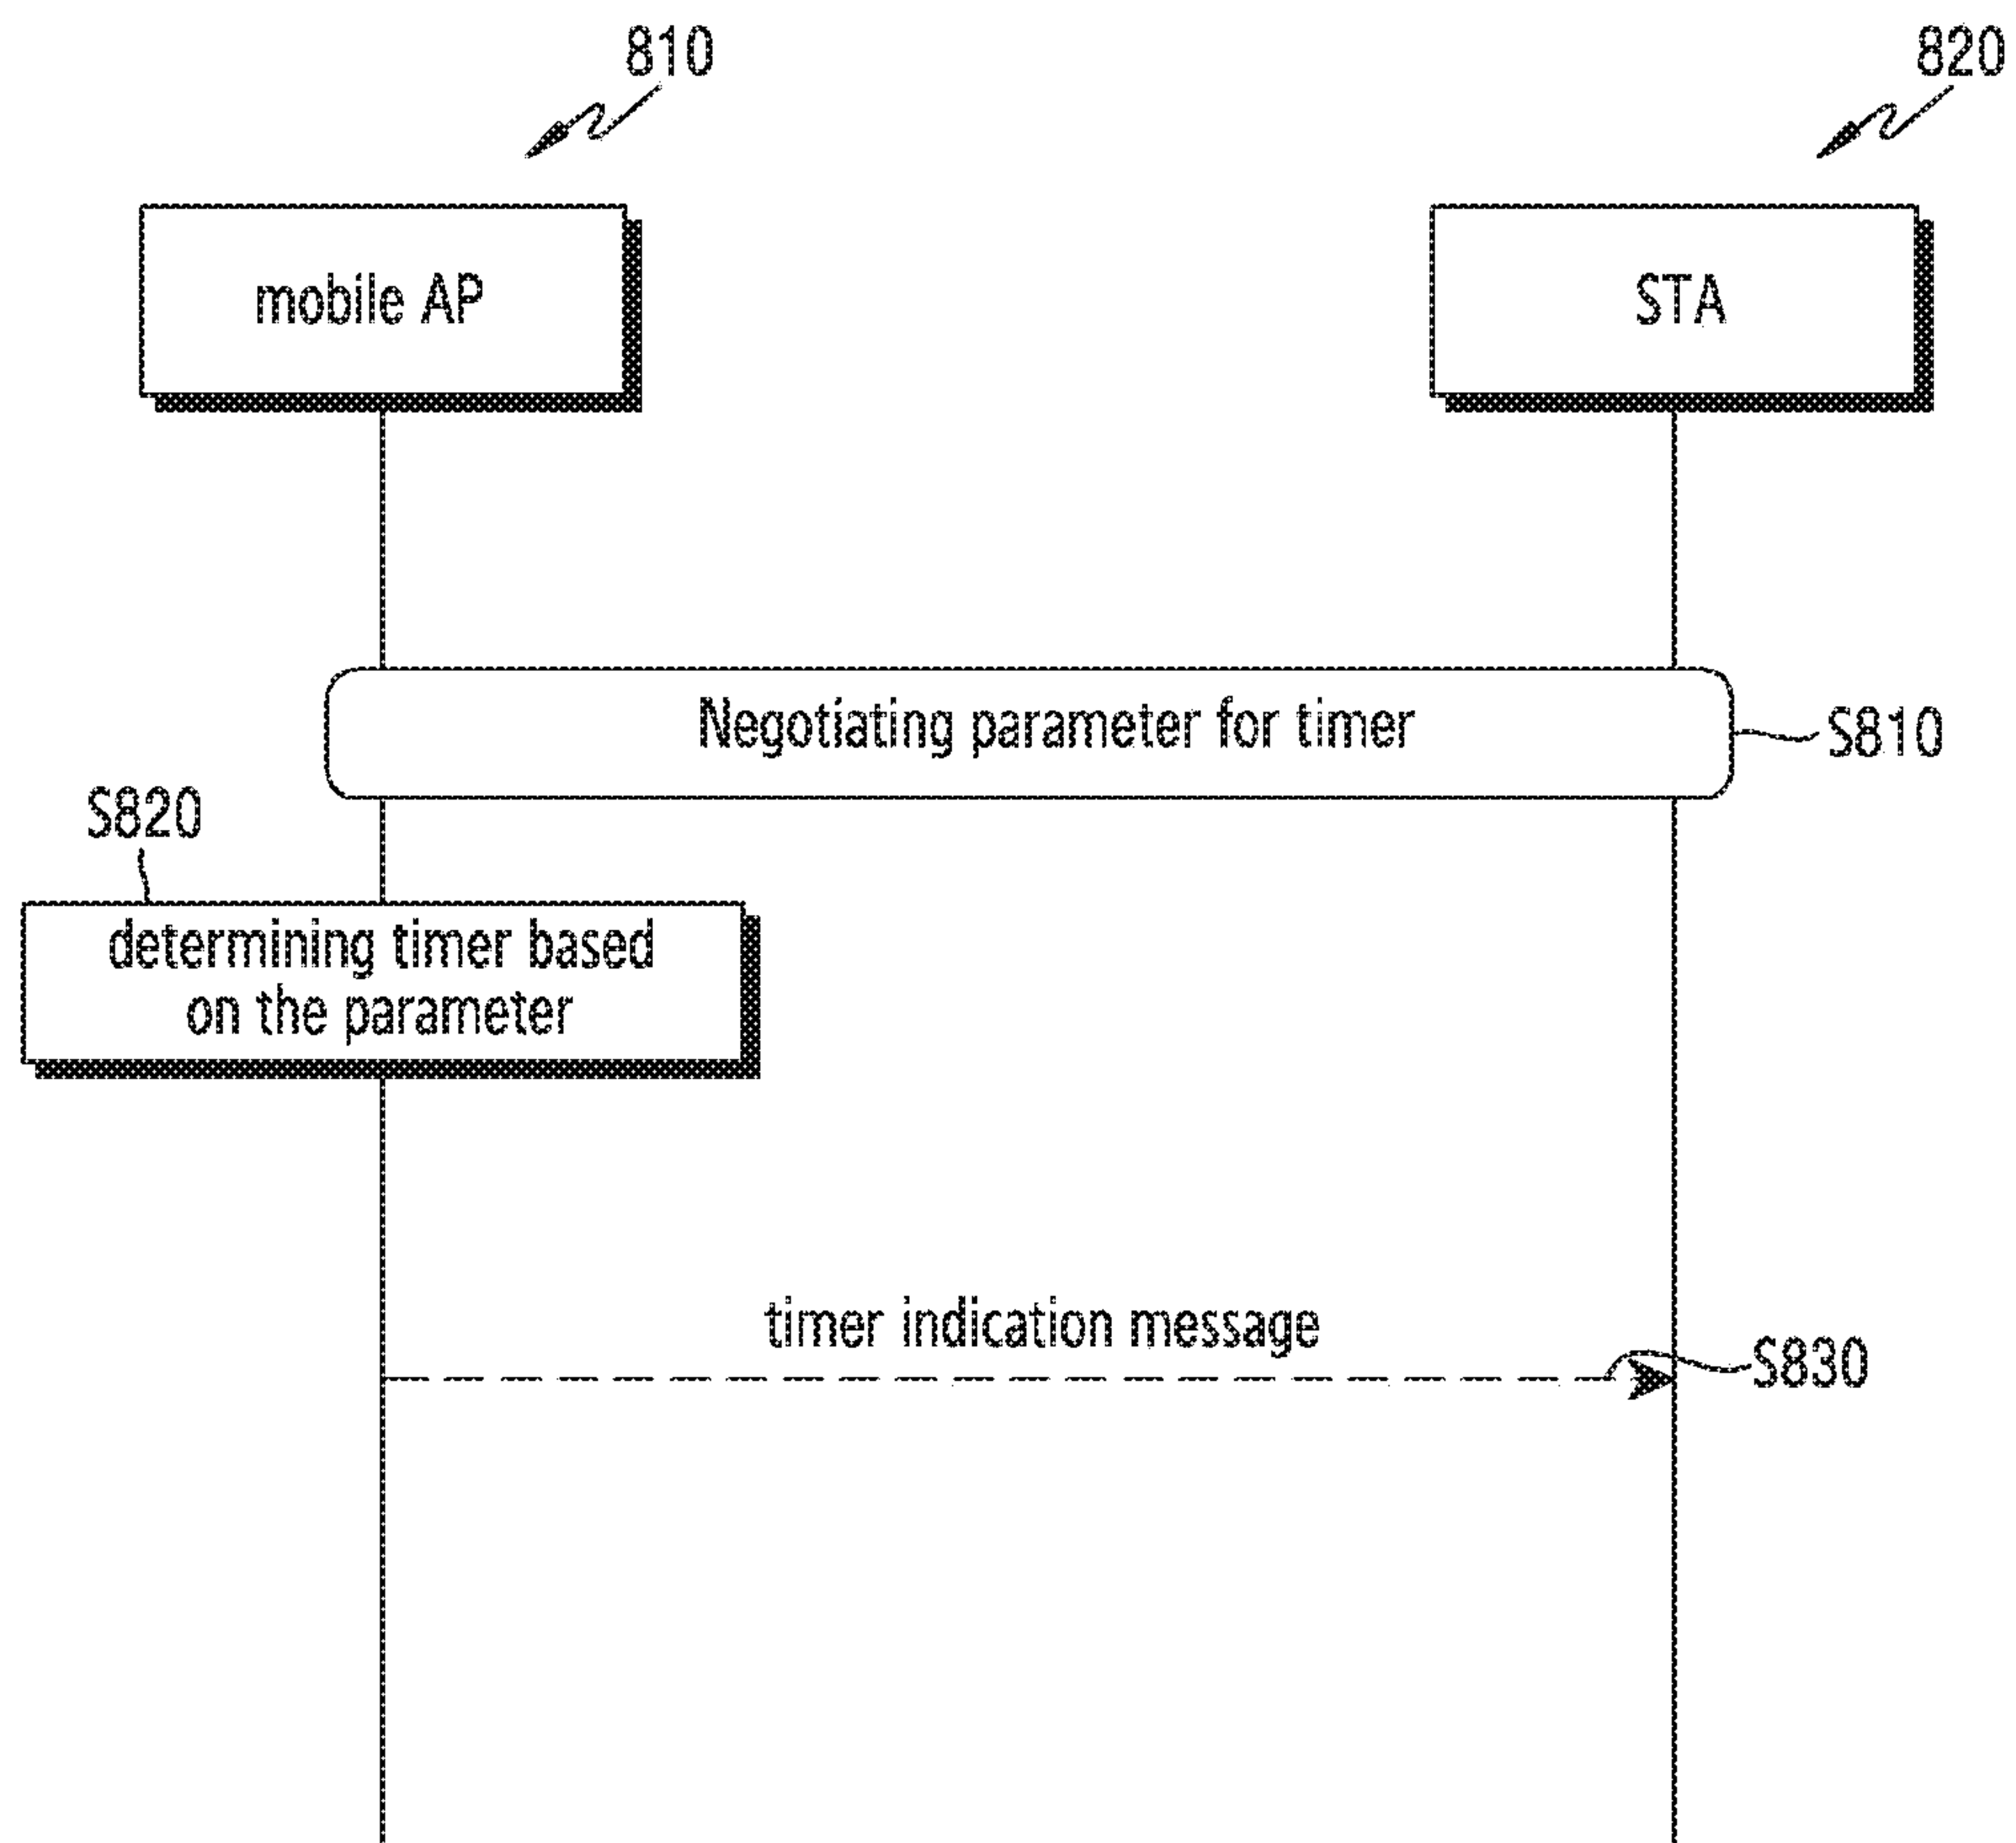 810
820
mobile AP
STA
Negotiating parameter for timer
S810
S820
determining timer based
on the parameter
timer indication message
S830